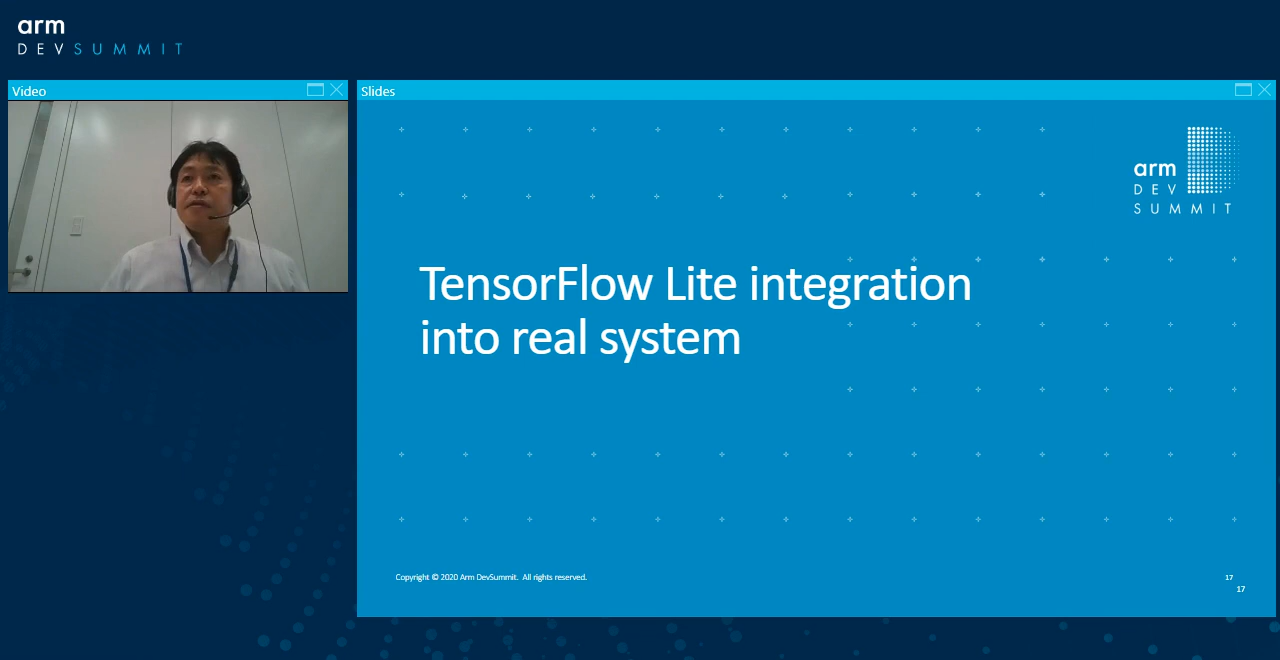 arm
DEVSUMMIT
Video
Slides
arm
DEV
SUMMIT
TensorFlow Lite integration
into real system
Copyright © 2020 Arm DevSummit. All rights reserved.
17
17